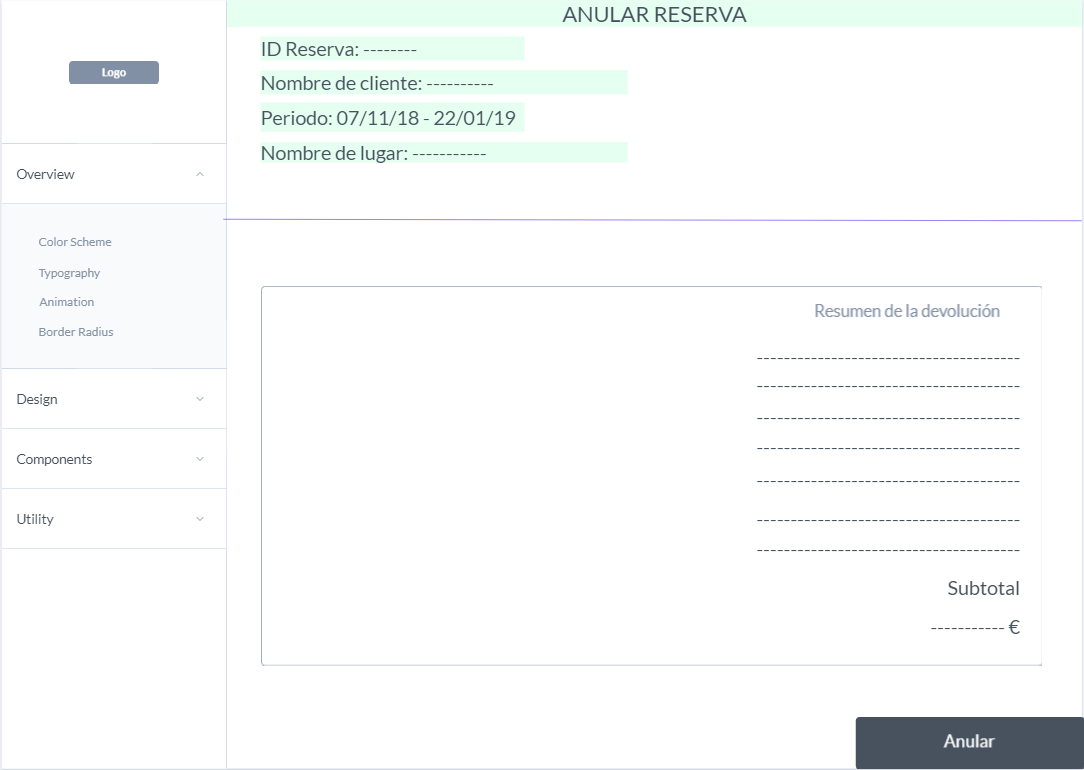 Logo
Overview
Color Scheme
Typography
Animation
Border Radius
Design
Components
Utility
ANULAR RESERVA
ID Reserva: --------
Nombre de cliente: ----------
Periodo: 07/11/18 - 22/01/19
Nombre de lugar: -----------
Resumen de la devolución
---------------------------------------
---------------------------------------
---------------------------------------
---------------------------------------
---------------------------------------
---------------------------------------
---------------------------------------
Subtotal
----------- €
Anular